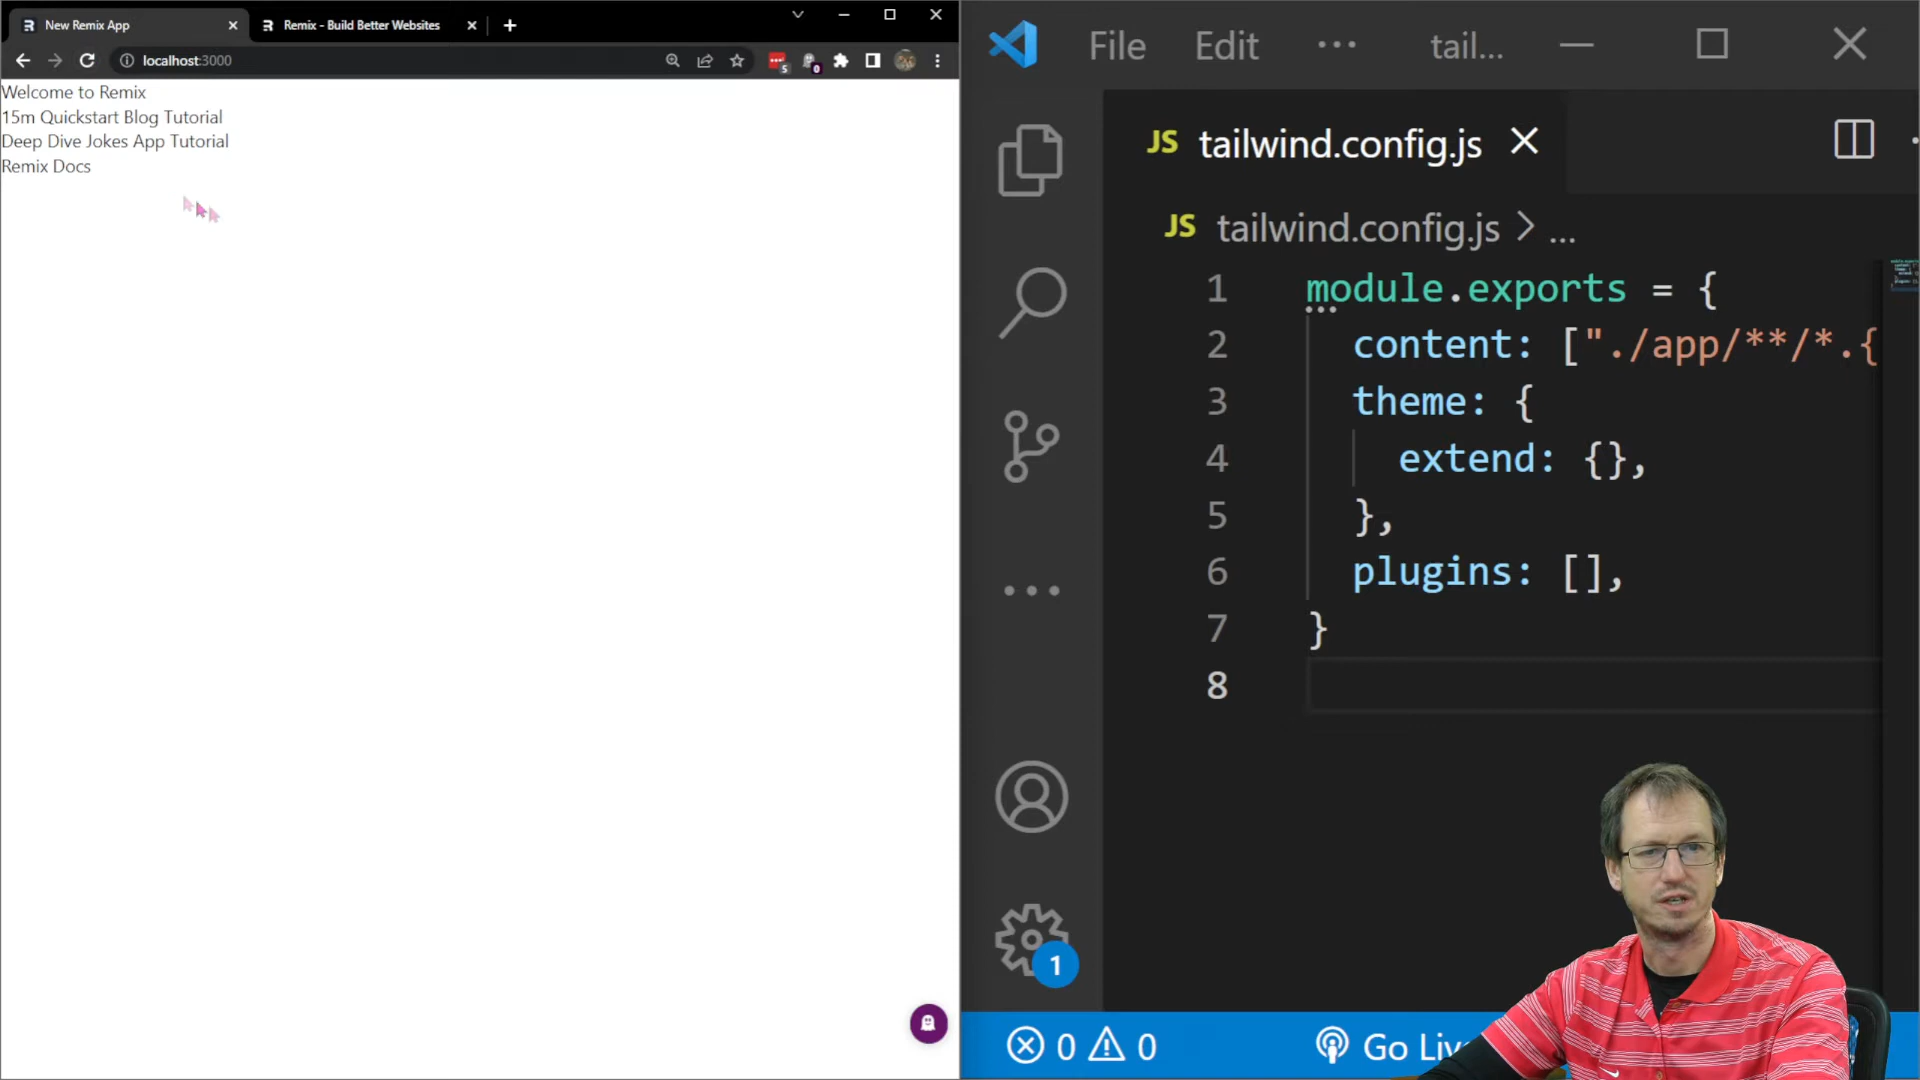 New Remix App
Remix - Build Better Websites
localhost:3000
5
0
Welcome to Remix
15m Quickstart Blog Tutorial
Deep Dive Jokes App Tutorial
Remix Docs
File Edit ... tail...
JS tailwind.config.js
JS tailwind.config.js > ...
1 module.exports = {
2 content: ["./app/**/*.{
3 theme: {
4 extend: {},
5 },
6 plugins: [],
7 }
8
1
0 0 Go Liv